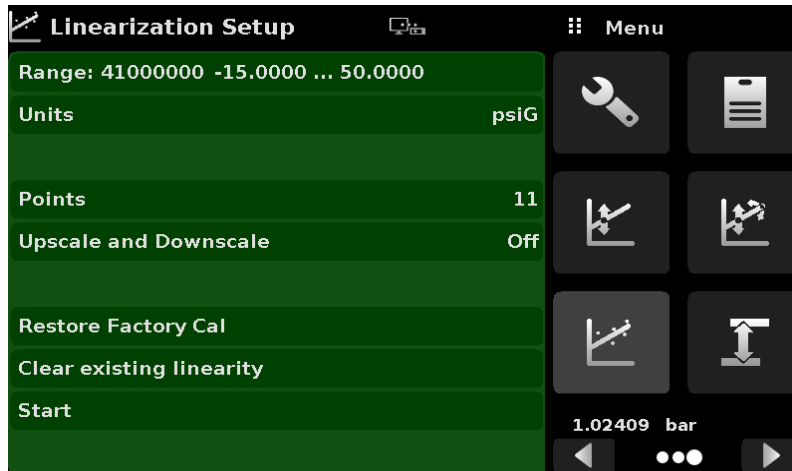 Linearization Setup
Menu
Range: 41000000 -15.0000 ... 50.0000
Units psiG
Points 11
Upscale and Downscale Off
Restore Factory Cal
Clear existing linearity
Start
1.02409 bar